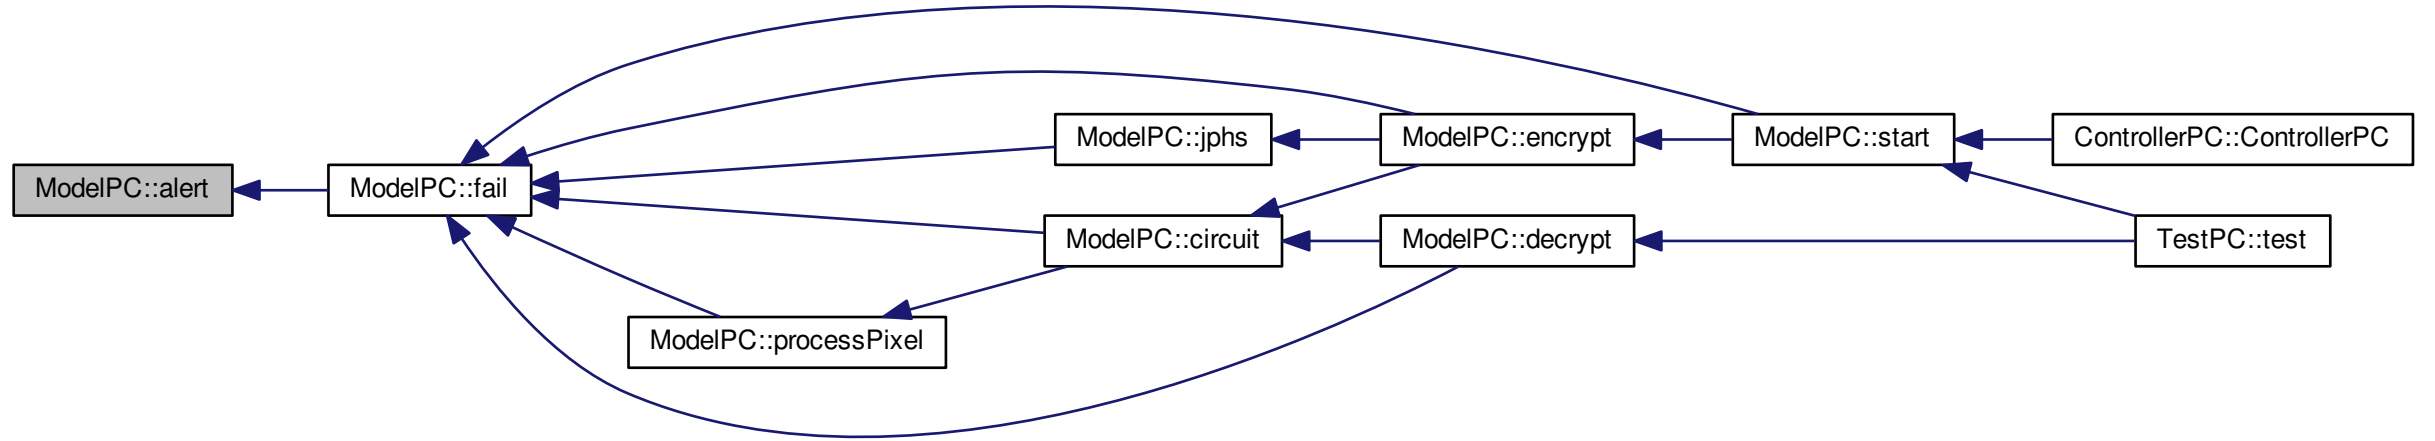 ModelPC::alert
ModelPC::fail
ModelPC::jphs
ModelPC::encrypt
ModelPC::start
ControllerPC::ControllerPC
ModelPC::circuit
ModelPC::decrypt
TestPC::test
ModelPC::processPixel